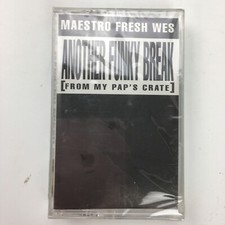 MAESTRO FRESH WES
ANOTHER FUNKY BREAK
[FROM MY PAP'S CRATE]